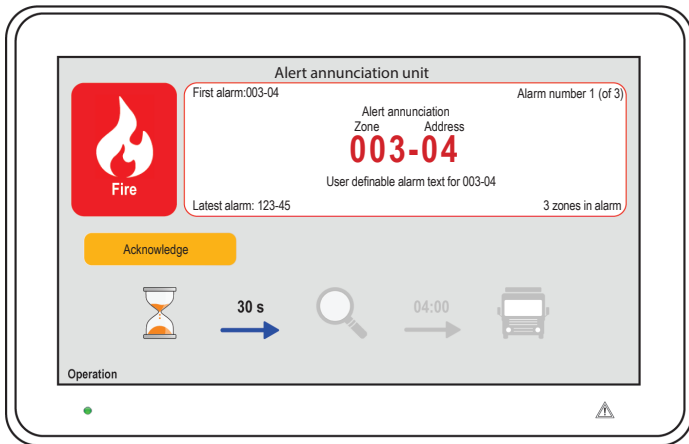 Alert annunciation unit
First alarm:003-04
Alarm number 1 (of 3)
Alert annunciation
Zone Address
003-04
User definable alarm text for 003-04
Latest alarm: 123-45
3 zones in alarm
Fire
Acknowledge
30 s
04:00
Operation